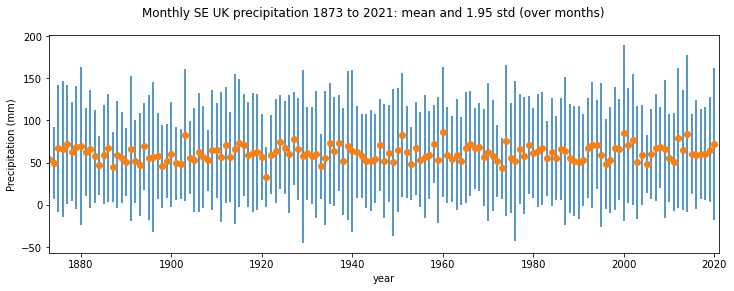 Monthly SE UK precipitation 1873 to 2021: mean and 1.95 std (over months)
200
150
100
50
0
−50
Precipitation (mm)
1880 1900 1920 1940 1960 1980 2000 2020
year